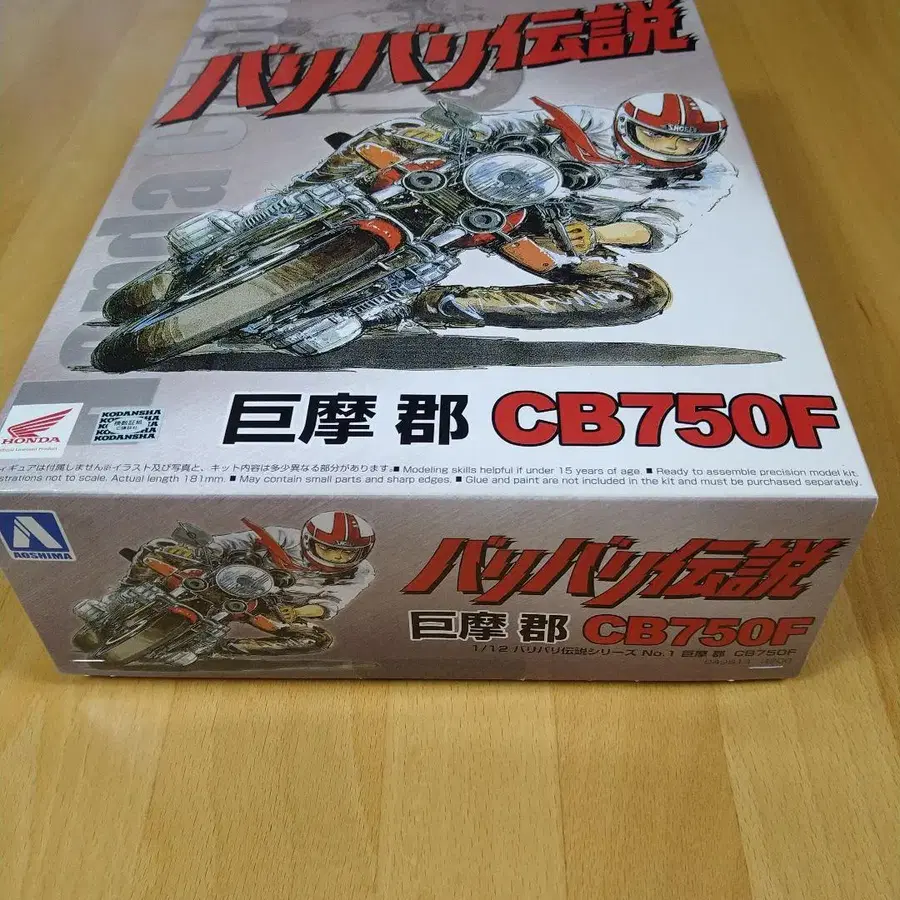 バリバリ伝説
Honda
SHOEI
巨摩 郡 CB750F
HONDA
KODANSHA
KODANSHA
フィギュアは付属しません※イラスト及び写真と、キット内容は多少異なる部分があります。■ Modeling skills helpful if under 15 years of age. ■ Ready to assemble precision model kit.
not to scale. Actual length 181mm. ■ May contain small parts and sharp edges. ■ Glue and paint are not included in the kit and must be purchased separately.
AOSHIMA
バリバリ伝説
巨摩 郡 CB750F
1/12 バリバリ伝説シリーズ No.1 巨摩 郡 CB750F